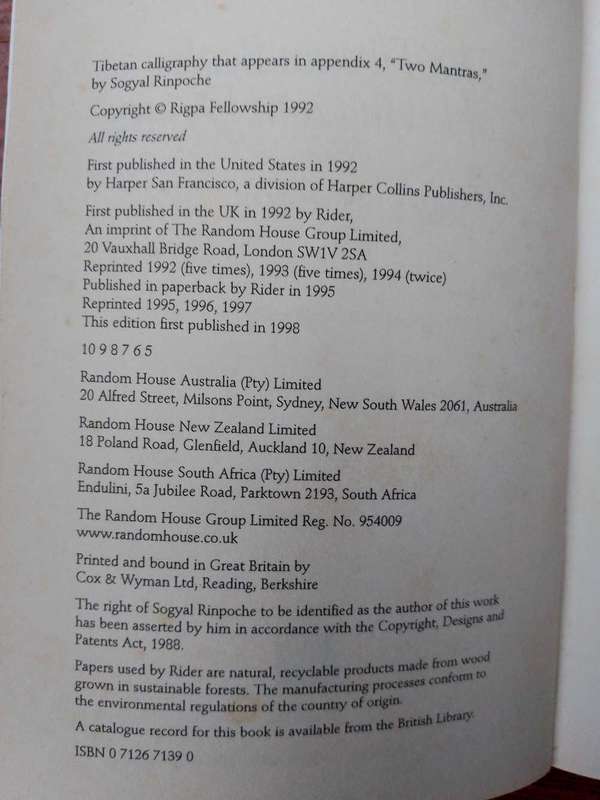 Tibetan calligraphy that appears in appendix 4, "Two Mantras,"
by Sogyal Rinpoche
Copyright © Rigpa Fellowship 1992
All rights reserved
First published in the United States in 1992
by Harper San Francisco, a division of Harper Collins Publishers, Inc.
First published in the UK in 1992 by Rider,
An imprint of The Random House Group Limited,
20 Vauxhall Bridge Road, London SW1V 2SA
Reprinted 1992 (five times), 1993 (five times), 1994 (twice)
Published in paperback by Rider in 1995
Reprinted 1995, 1996, 1997
This edition first published in 1998
10 9 8 7 6 5
Random House Australia (Pty) Limited
20 Alfred Street, Milsons Point, Sydney, New South Wales 2061, Australia
Random House New Zealand Limited
18 Poland Road, Glenfield, Auckland 10, New Zealand
Random House South Africa (Pty) Limited
Endulini, 5a Jubilee Road, Parktown 2193, South Africa
The Random House Group Limited Reg. No. 954009
www.randomhouse.co.uk
Printed and bound in Great Britain by
Cox & Wyman Ltd, Reading, Berkshire
The right of Sogyal Rinpoche to be identified as the author of this work
has been asserted by him in accordance with the Copyright, Designs and
Patents Act, 1988.
Papers used by Rider are natural, recyclable products made from wood
grown in sustainable forests. The manufacturing processes conform to
the environmental regulations of the country of origin.
A catalogue record for this book is available from the British Library.
ISBN 0 7126 7139 0